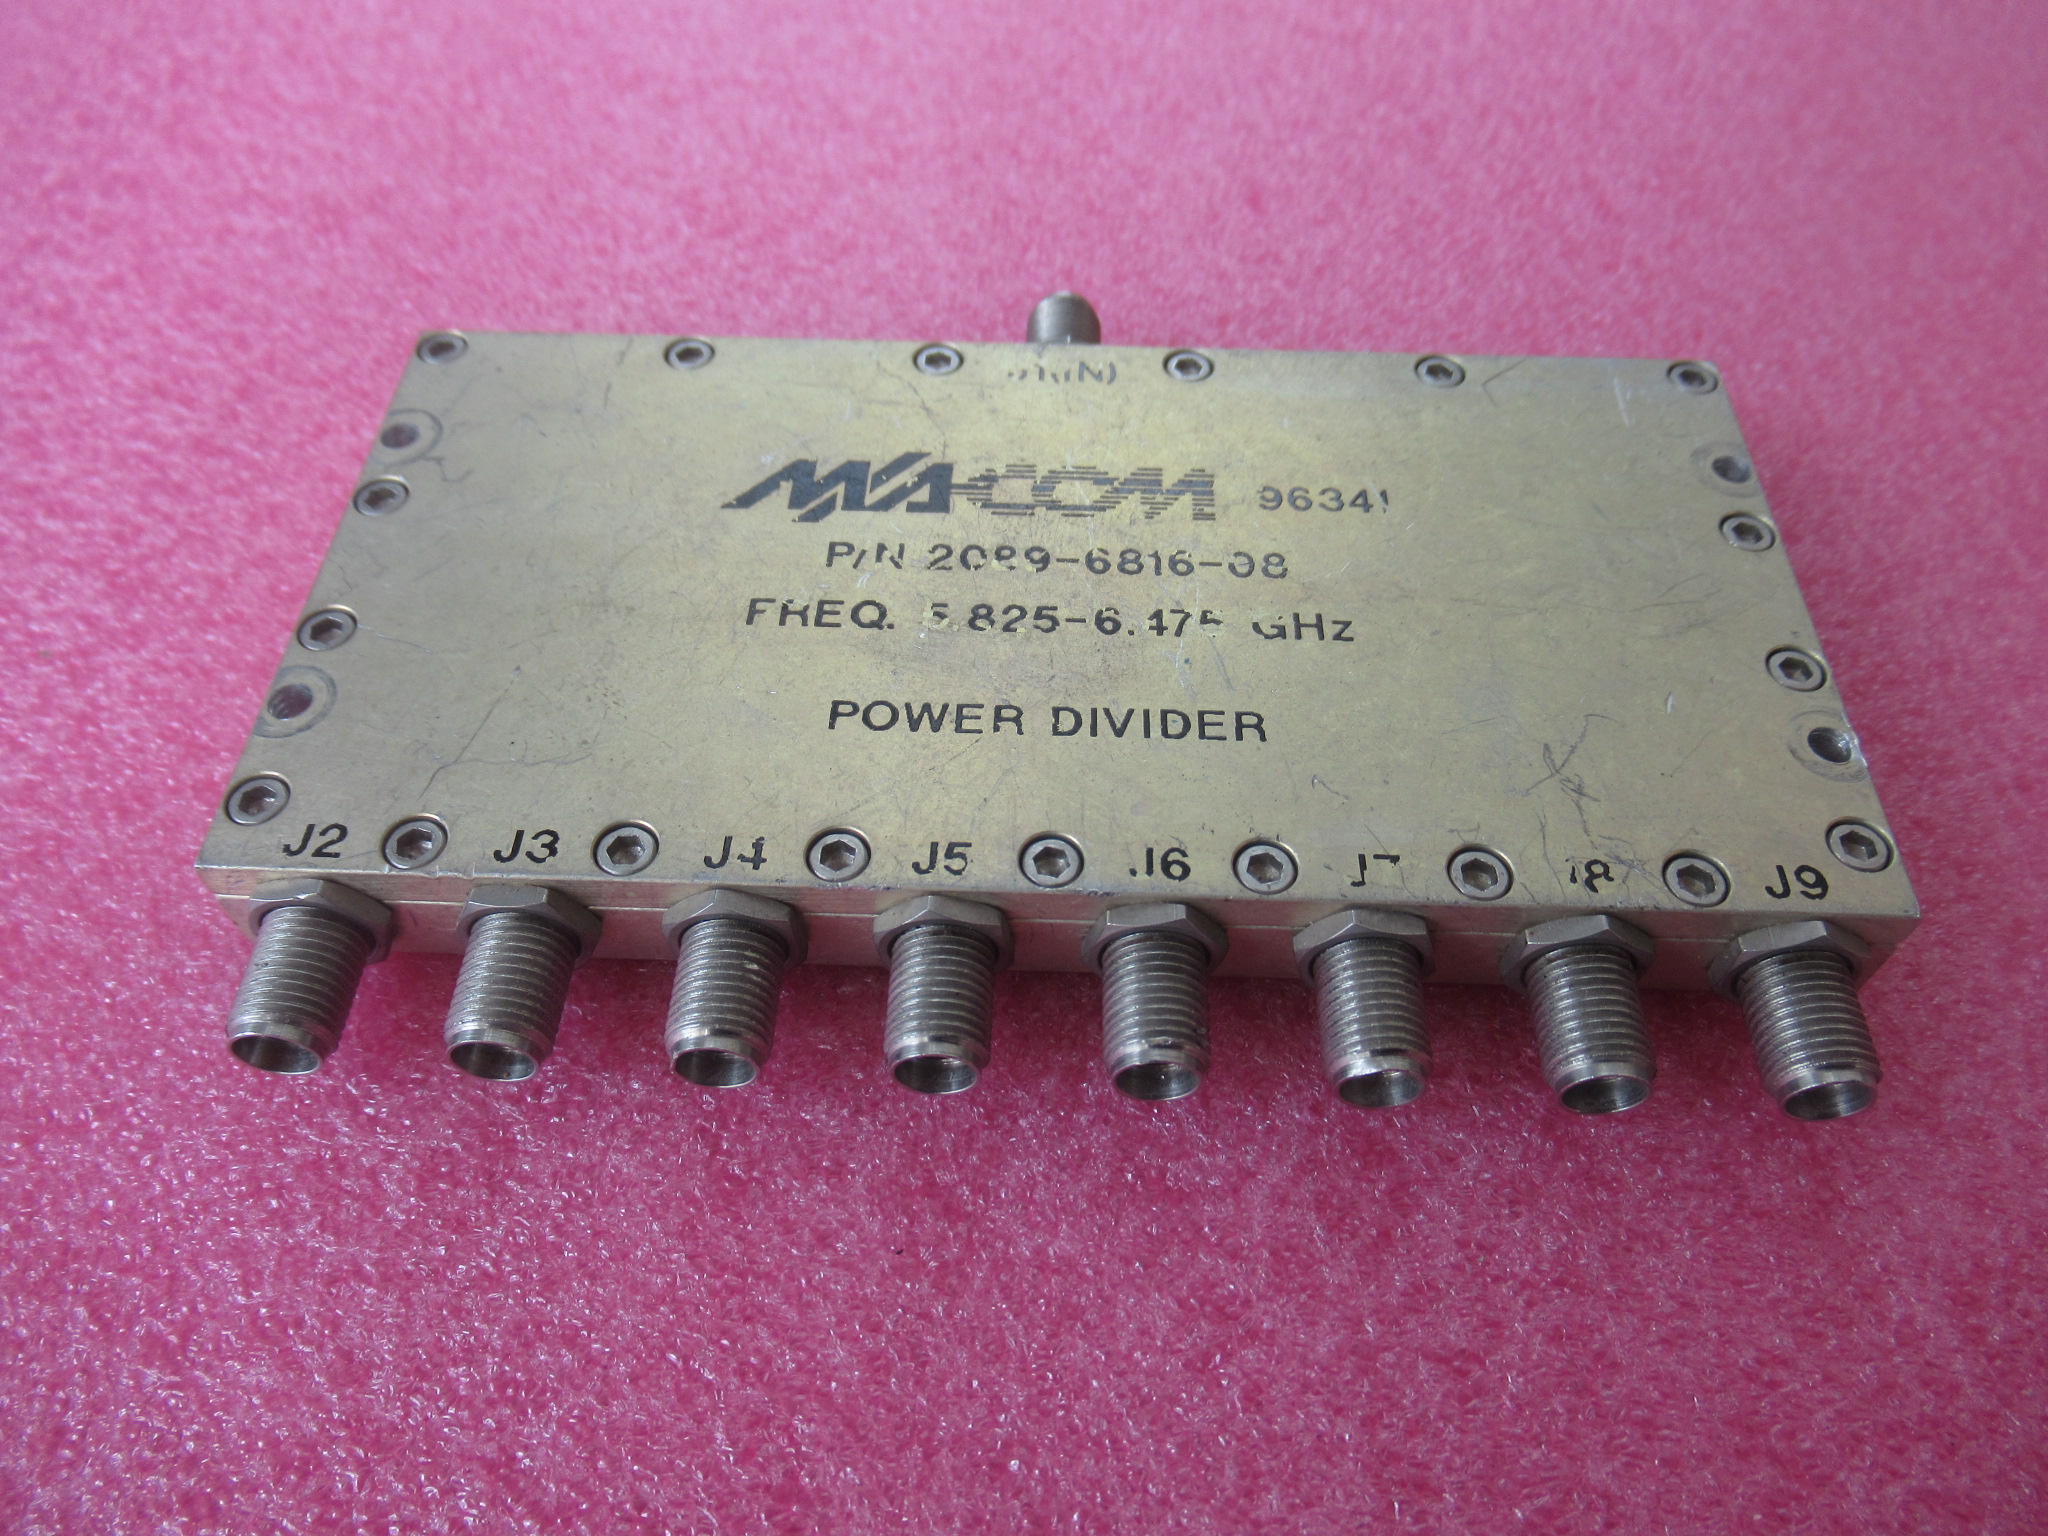 M/A-COM 96341
P/N 2089-6816-08
FREQ. 5.825-6.475 GHz
POWER DIVIDER
J2 J3 J4 J5 J6 J7 J8 J9